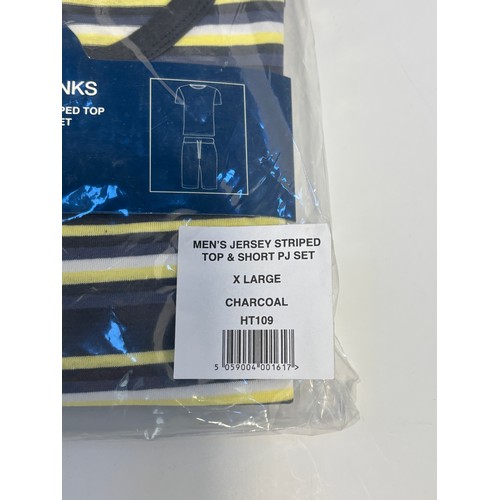 NKS
PED TOP
ET
MEN'S JERSEY STRIPED
TOP & SHORT PJ SET
X LARGE
CHARCOAL
HT109
5 059004 001617 >